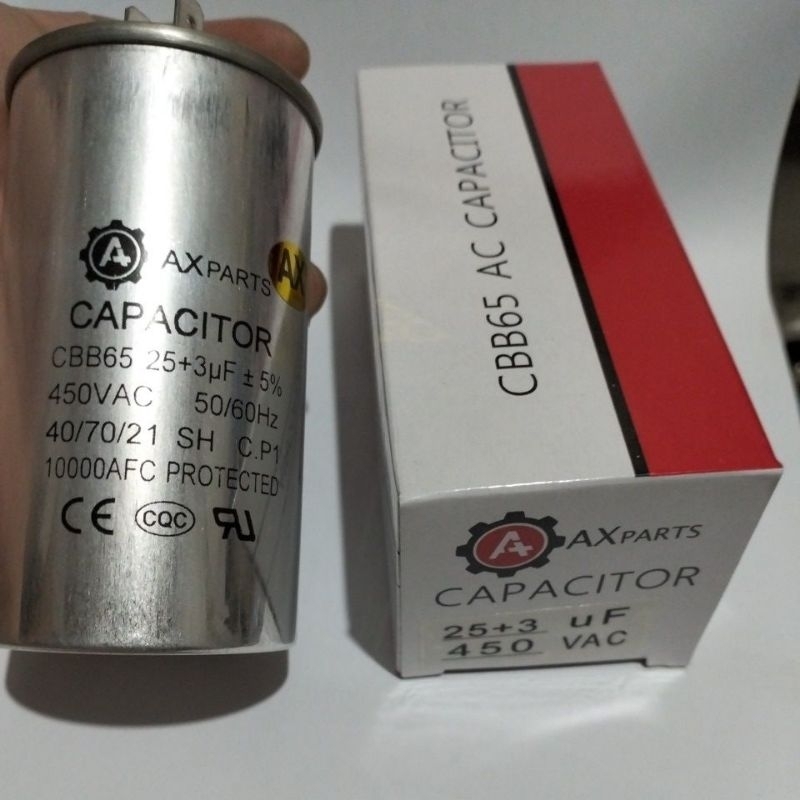 AXPARTS
AX
CAPACITOR
CBB65 25+3µF ± 5%
450VAC 50/60Hz
40/70/21 SH C.P1
10000AFC PROTECTED
CE CQC RU
CBB65 AC CAPACITOR
AXPARTS
CAPACITOR
25+3 uF
450 VAC